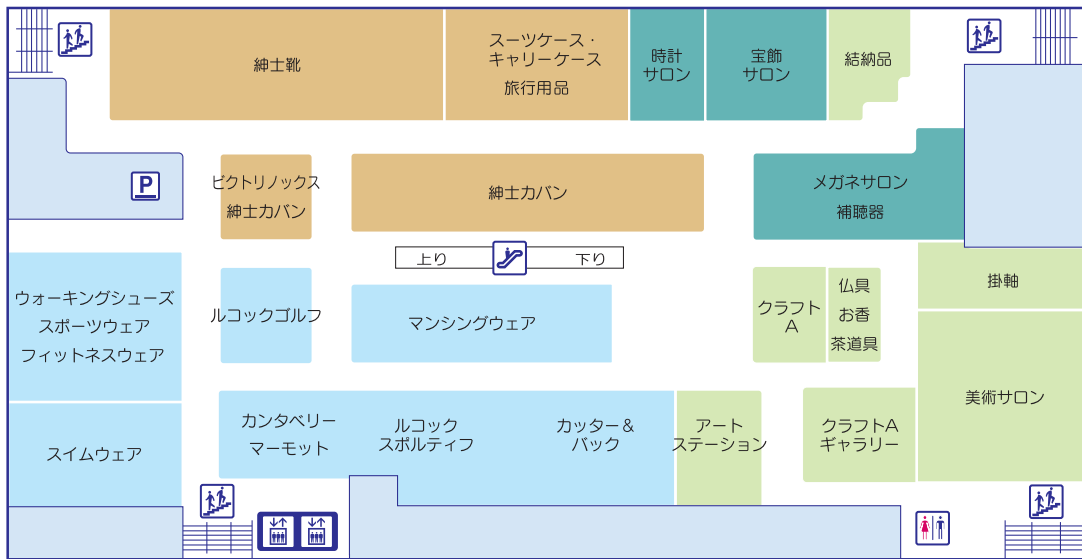 紳士靴
スーツケース・
キャリーケース
旅行用品
時計
サロン
宝飾
サロン
結納品
P
ビクトリノックス
紳士カバン
紳士カバン
メガネサロン
補聴器
上り
下り
ウォーキングシューズ
スポーツウェア
フィットネスウェア
ルコックゴルフ
マンシングウェア
クラフト
A
仏具
お香
茶道具
掛軸
美術サロン
スイムウェア
カンタベリー
マーモット
ルコック
スポルティフ
カッター&
バック
アート
ステーション
クラフトA
ギャラリー